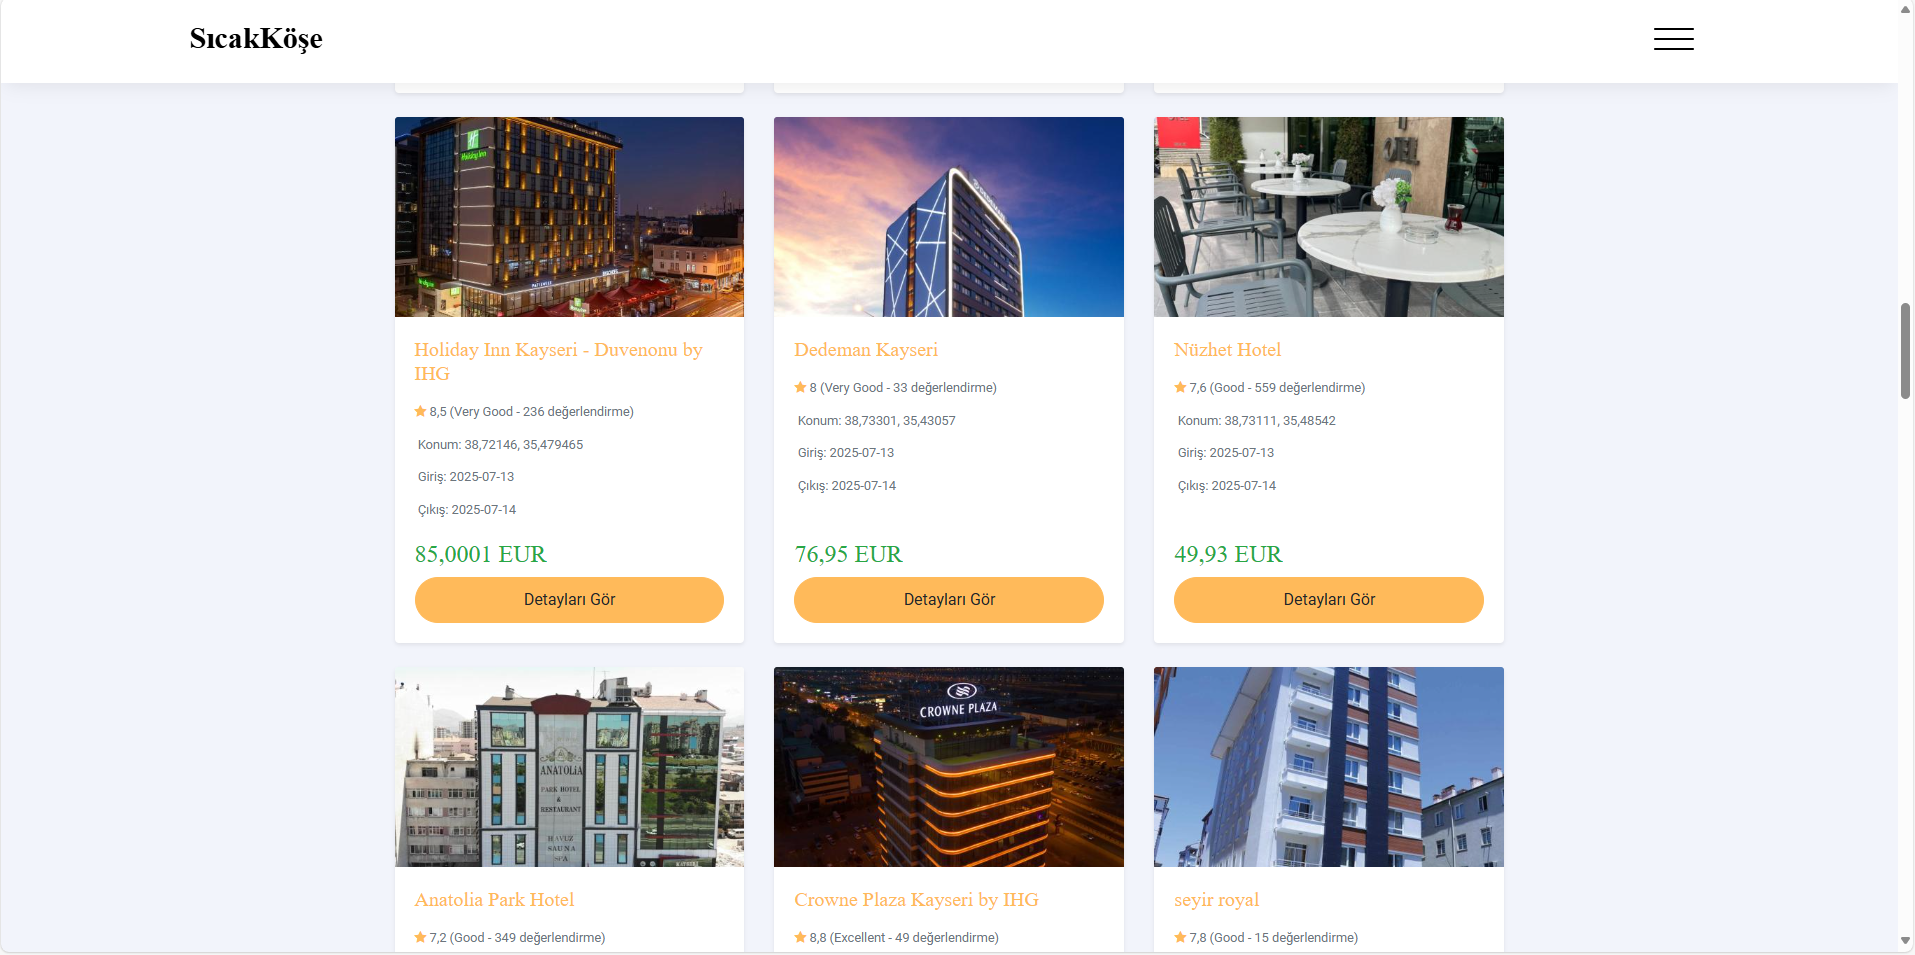 SıcakKöşe
Holiday Inn
DEDEMAN
Holiday Inn Kayseri - Duvenonu by
IHG
8,5 (Very Good - 236 değerlendirme)
Konum: 38,72146, 35,479465
Giriş: 2025-07-13
Çıkış: 2025-07-14
85,0001 EUR
Detayları Gör
Dedeman Kayseri
8 (Very Good - 33 değerlendirme)
Konum: 38,73301, 35,43057
Giriş: 2025-07-13
Çıkış: 2025-07-14
76,95 EUR
Detayları Gör
Nüzhet Hotel
7,6 (Good - 559 değerlendirme)
Konum: 38,73111, 35,48542
Giriş: 2025-07-13
Çıkış: 2025-07-14
49,93 EUR
Detayları Gör
ANATOLIA
PARK HOTEL
&
RESTAURANT
HAVUZ
SAUNA
SPA
CROWNE PLAZA
Anatolia Park Hotel
7,2 (Good - 349 değerlendirme)
Crowne Plaza Kayseri by IHG
8,8 (Excellent - 49 değerlendirme)
seyir royal
7,8 (Good - 15 değerlendirme)